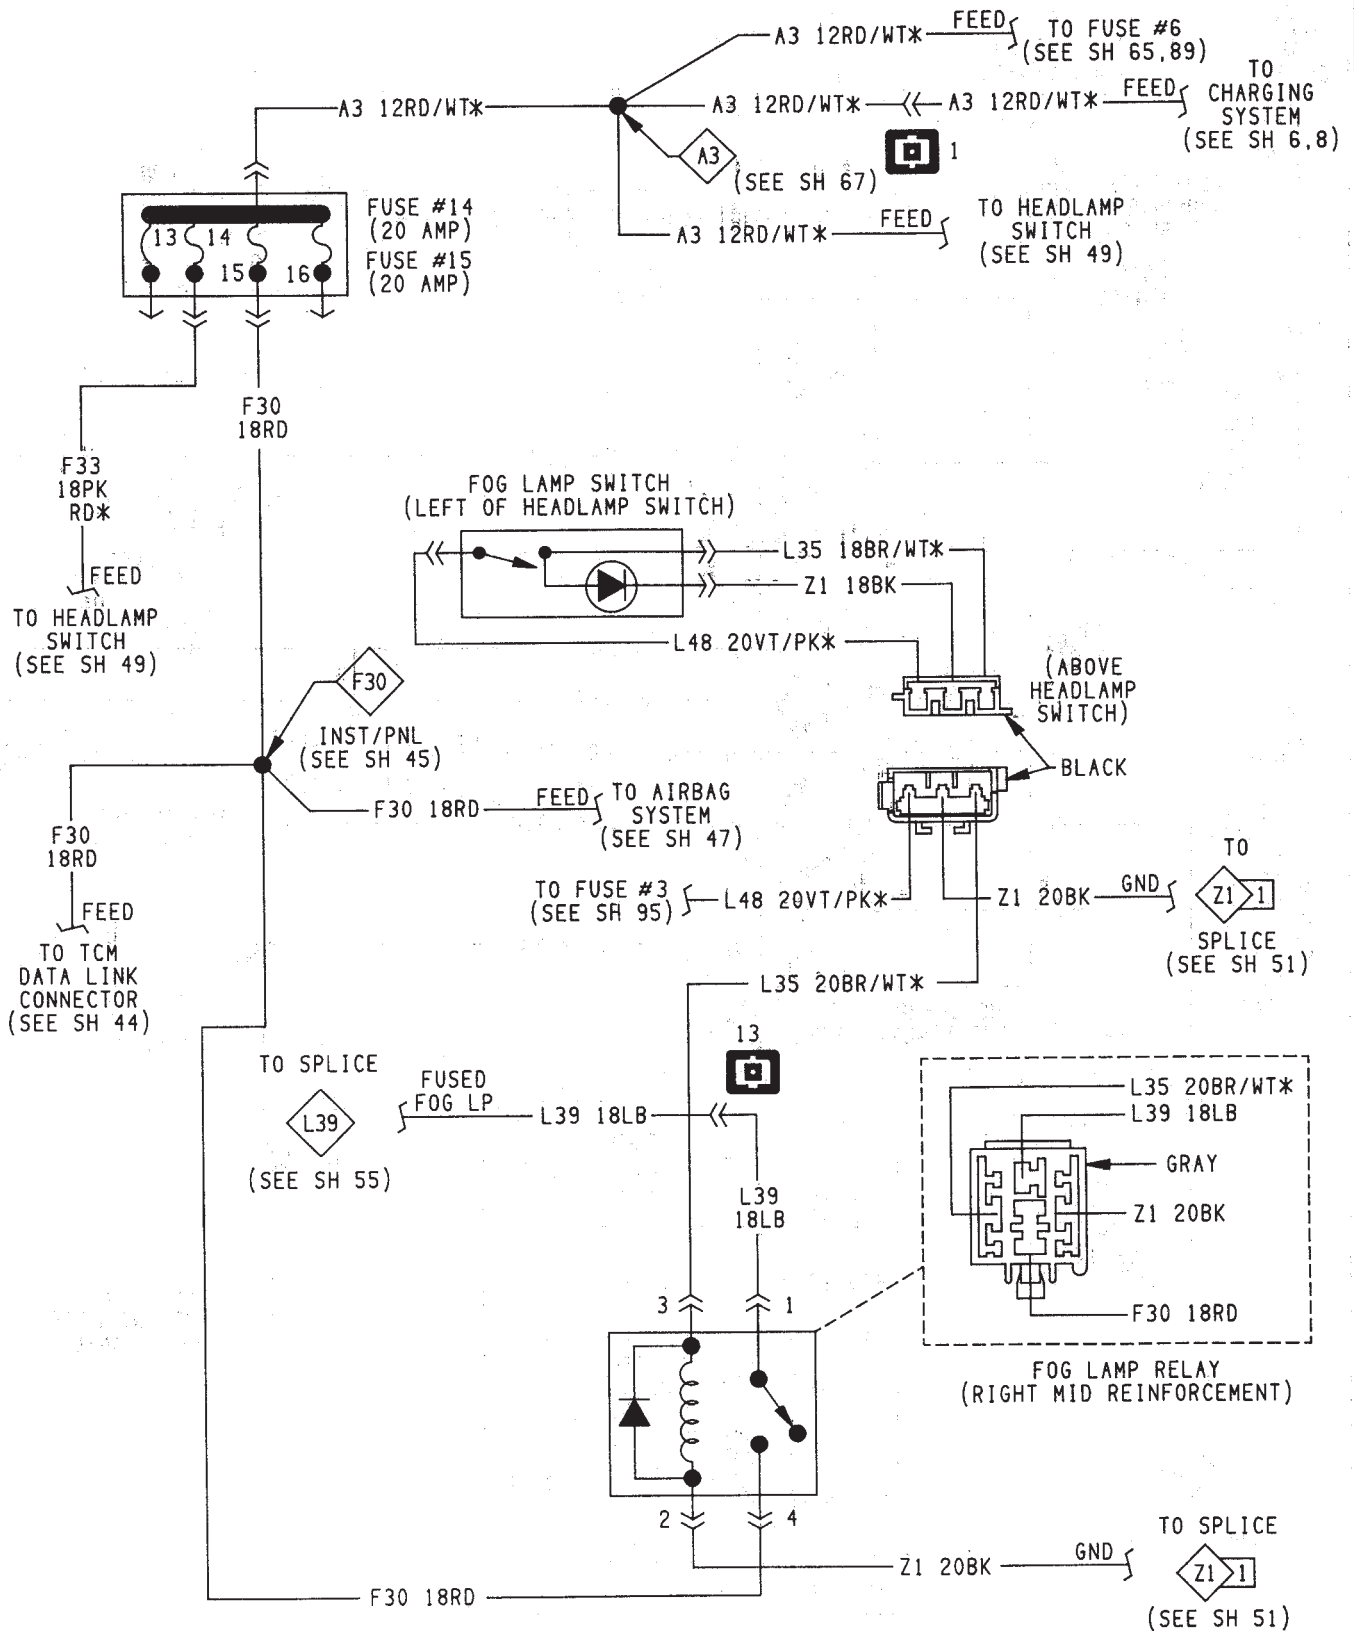 A3 12RD/WT*
FEED
TO FUSE #6
(SEE SH 65,89)
A3 12RD/WT*
A3 12RD/WT*
A3 12RD/WT*
FEED
TO
CHARGING
SYSTEM
(SEE SH 6,8)
A3
(SEE SH 67)
1
A3 12RD/WT*
FEED
TO HEADLAMP
SWITCH
(SEE SH 49)
FUSE #14
(20 AMP)
FUSE #15
(20 AMP)
13
14
15
16
F30
18RD
F33
18PK
RD*
FEED
TO HEADLAMP
SWITCH
(SEE SH 49)
FOG LAMP SWITCH
(LEFT OF HEADLAMP SWITCH)
L35 18BR/WT*
Z1 18BK
L48 20VT/PK*
(ABOVE
HEADLAMP
SWITCH)
BLACK
F30
INST/PNL
(SEE SH 45)
F30 18RD
FEED
TO AIRBAG
SYSTEM
(SEE SH 47)
F30
18RD
FEED
TO TCM
DATA LINK
CONNECTOR
(SEE SH 44)
TO FUSE #3
(SEE SH 95)
L48 20VT/PK*
Z1 20BK
GND
TO
Z1
1
SPLICE
(SEE SH 51)
L35 20BR/WT*
13
TO SPLICE
L39
(SEE SH 55)
FUSED
FOG LP
L39 18LB
L39
18LB
L35 20BR/WT*
L39 18LB
GRAY
Z1 20BK
F30 18RD
FOG LAMP RELAY
(RIGHT MID REINFORCEMENT)
3
1
2
4
Z1 20BK
GND
TO SPLICE
Z1
1
(SEE SH 51)
F30 18RD